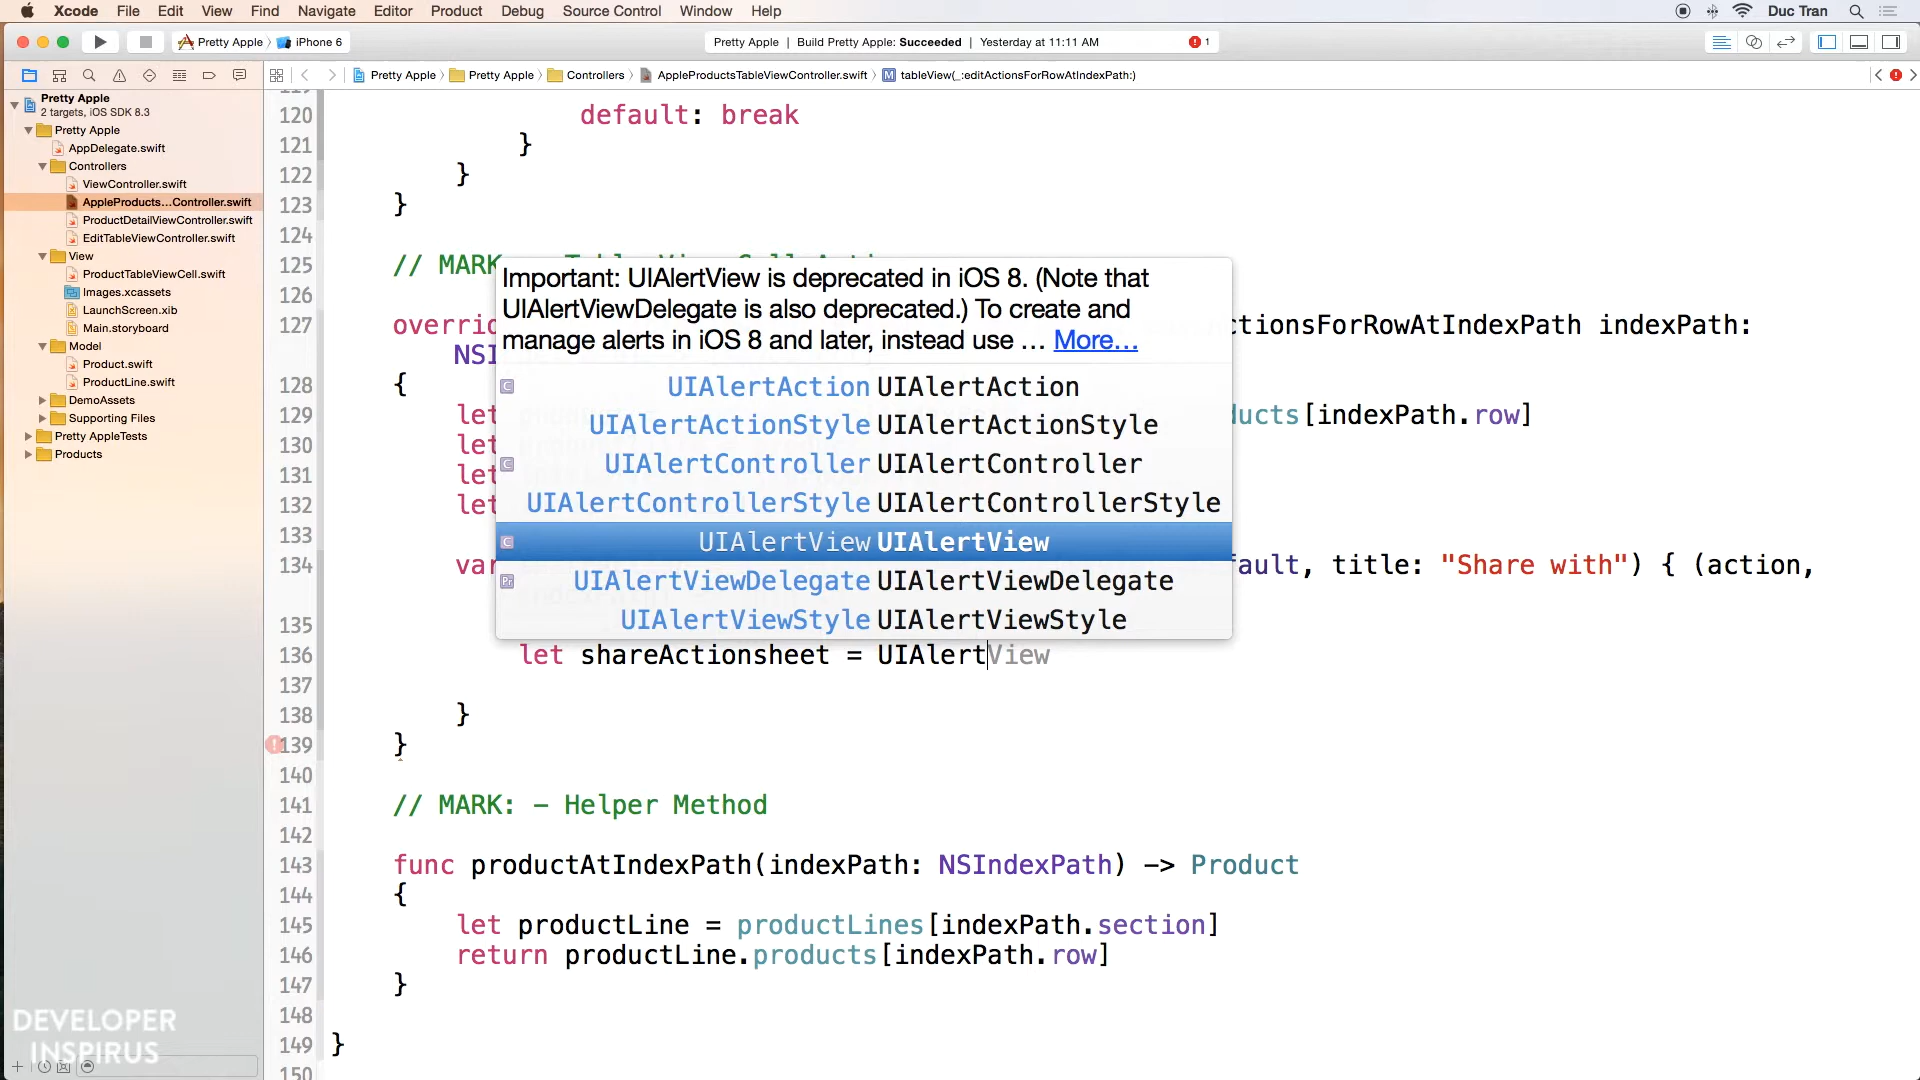 Xcode File Edit View Find Navigate Editor Product Debug Source Control Window Help Duc Tran
Pretty Apple iPhone 6 Pretty Apple | Build Pretty Apple: Succeeded | Yesterday at 11:11 AM 1
Pretty Apple Pretty Apple Controllers AppleProductsTableViewController.swift M tableView(_:editActionsForRowAtIndexPath:)
Pretty Apple
2 targets, iOS SDK 8.3
Pretty Apple
AppDelegate.swift
Controllers
ViewController.swift
AppleProducts...Controller.swift
ProductDetailViewController.swift
EditTableViewController.swift
View
ProductTableViewCell.swift
Images.xcassets
LaunchScreen.xib
Main.storyboard
Model
Product.swift
ProductLine.swift
DemoAssets
Supporting Files
Pretty AppleTests
Products
120 default: break
121 }
122 }
123 }
124
125 // MARK
126
127 overrid ctionsForRowAtIndexPath indexPath:
NSI
128 {
129 let ducts[indexPath.row]
130 let
131 let
132 let
133
134 var fault, title: "Share with") { (action,
135
136 let shareActionsheet = UIAlertView
137
138 }
139 }
140
141 // MARK: - Helper Method
142
143 func productAtIndexPath(indexPath: NSIndexPath) -> Product
144 {
145 let productLine = productLines[indexPath.section]
146 return productLine.products[indexPath.row]
147 }
148
149 }
150
Important: UIAlertView is deprecated in iOS 8. (Note that
UIAlertViewDelegate is also deprecated.) To create and
manage alerts in iOS 8 and later, instead use … More…
C UIAlertAction UIAlertAction
UIAlertActionStyle UIAlertActionStyle
C UIAlertController UIAlertController
UIAlertControllerStyle UIAlertControllerStyle
C UIAlertView UIAlertView
Pr UIAlertViewDelegate UIAlertViewDelegate
UIAlertViewStyle UIAlertViewStyle
DEVELOPER
INSPIRUS